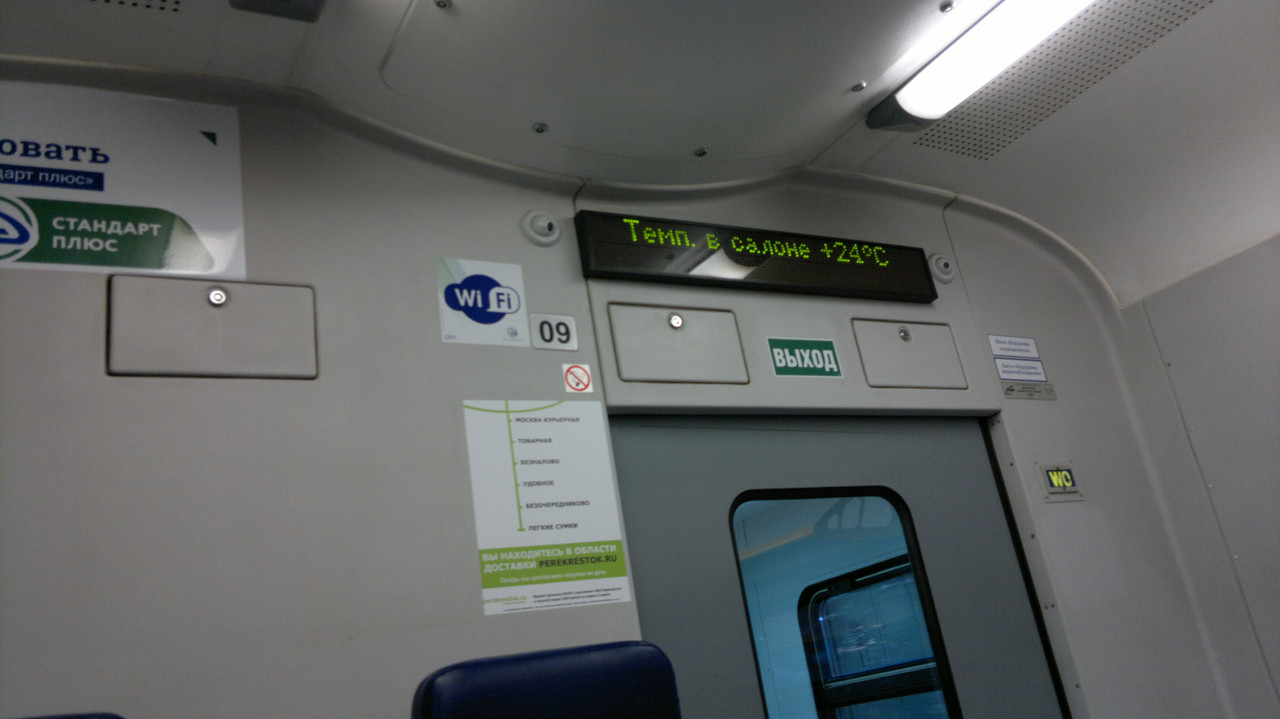 овать
дарт плюс»
СТАНДАРТ
ПЛЮС
Темп. в салоне +24°C
Wi Fi
09
ВЫХОД
WC
МОСКВА КУРЬЕРНАЯ
ТОВАРНАЯ
БЕЗНАЛОВО
УДОБНОЕ
БЕЗОЧЕРЕДНИКОВО
ЛЕГКИЕ СУМКИ
ВЫ НАХОДИТЕСЬ В ОБЛАСТИ
ДОСТАВКИ PEREKRESTOK.RU